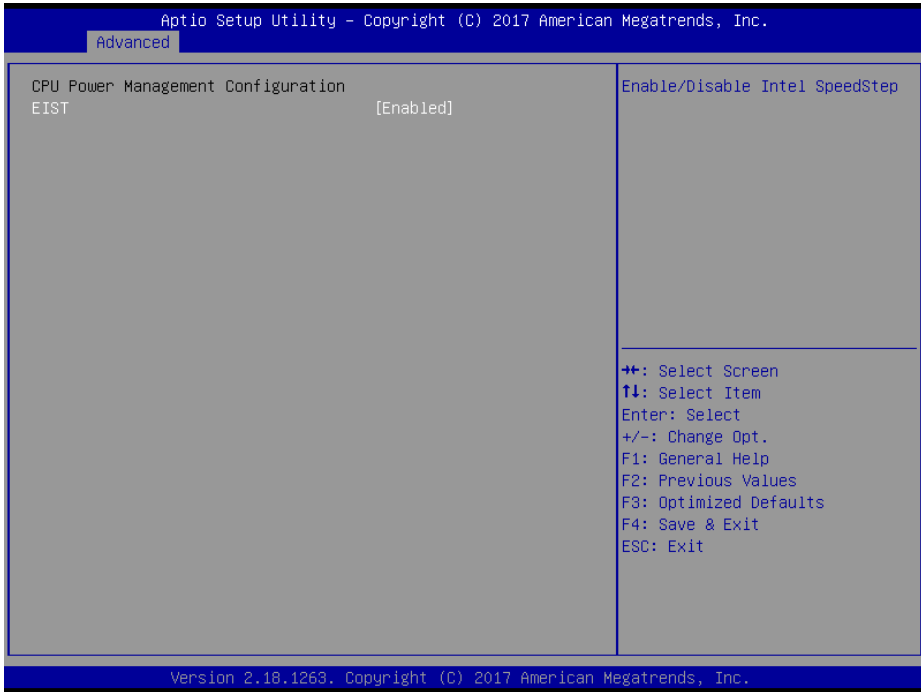 Aptio Setup Utility – Copyright (C) 2017 American Megatrends, Inc.
Advanced
CPU Power Management Configuration
EIST [Enabled]
Enable/Disable Intel SpeedStep
→←: Select Screen
↑↓: Select Item
Enter: Select
+/-: Change Opt.
F1: General Help
F2: Previous Values
F3: Optimized Defaults
F4: Save & Exit
ESC: Exit
Version 2.18.1263. Copyright (C) 2017 American Megatrends, Inc.